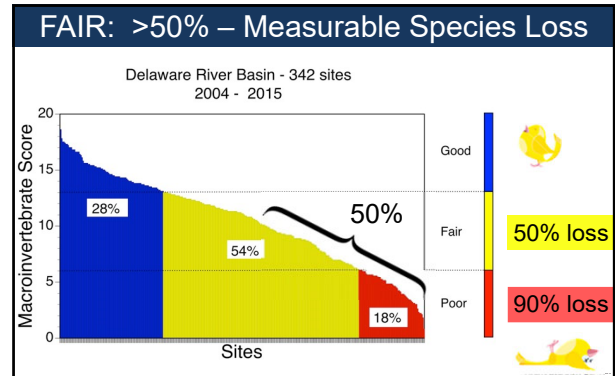 FAIR: >50% – Measurable Species Loss
Delaware River Basin - 342 sites
2004 - 2015
Macroinvertebrate Score
20
15
10
5
0
28%
54%
18%
50%
Sites
Good
Fair
Poor
50% loss
90% loss